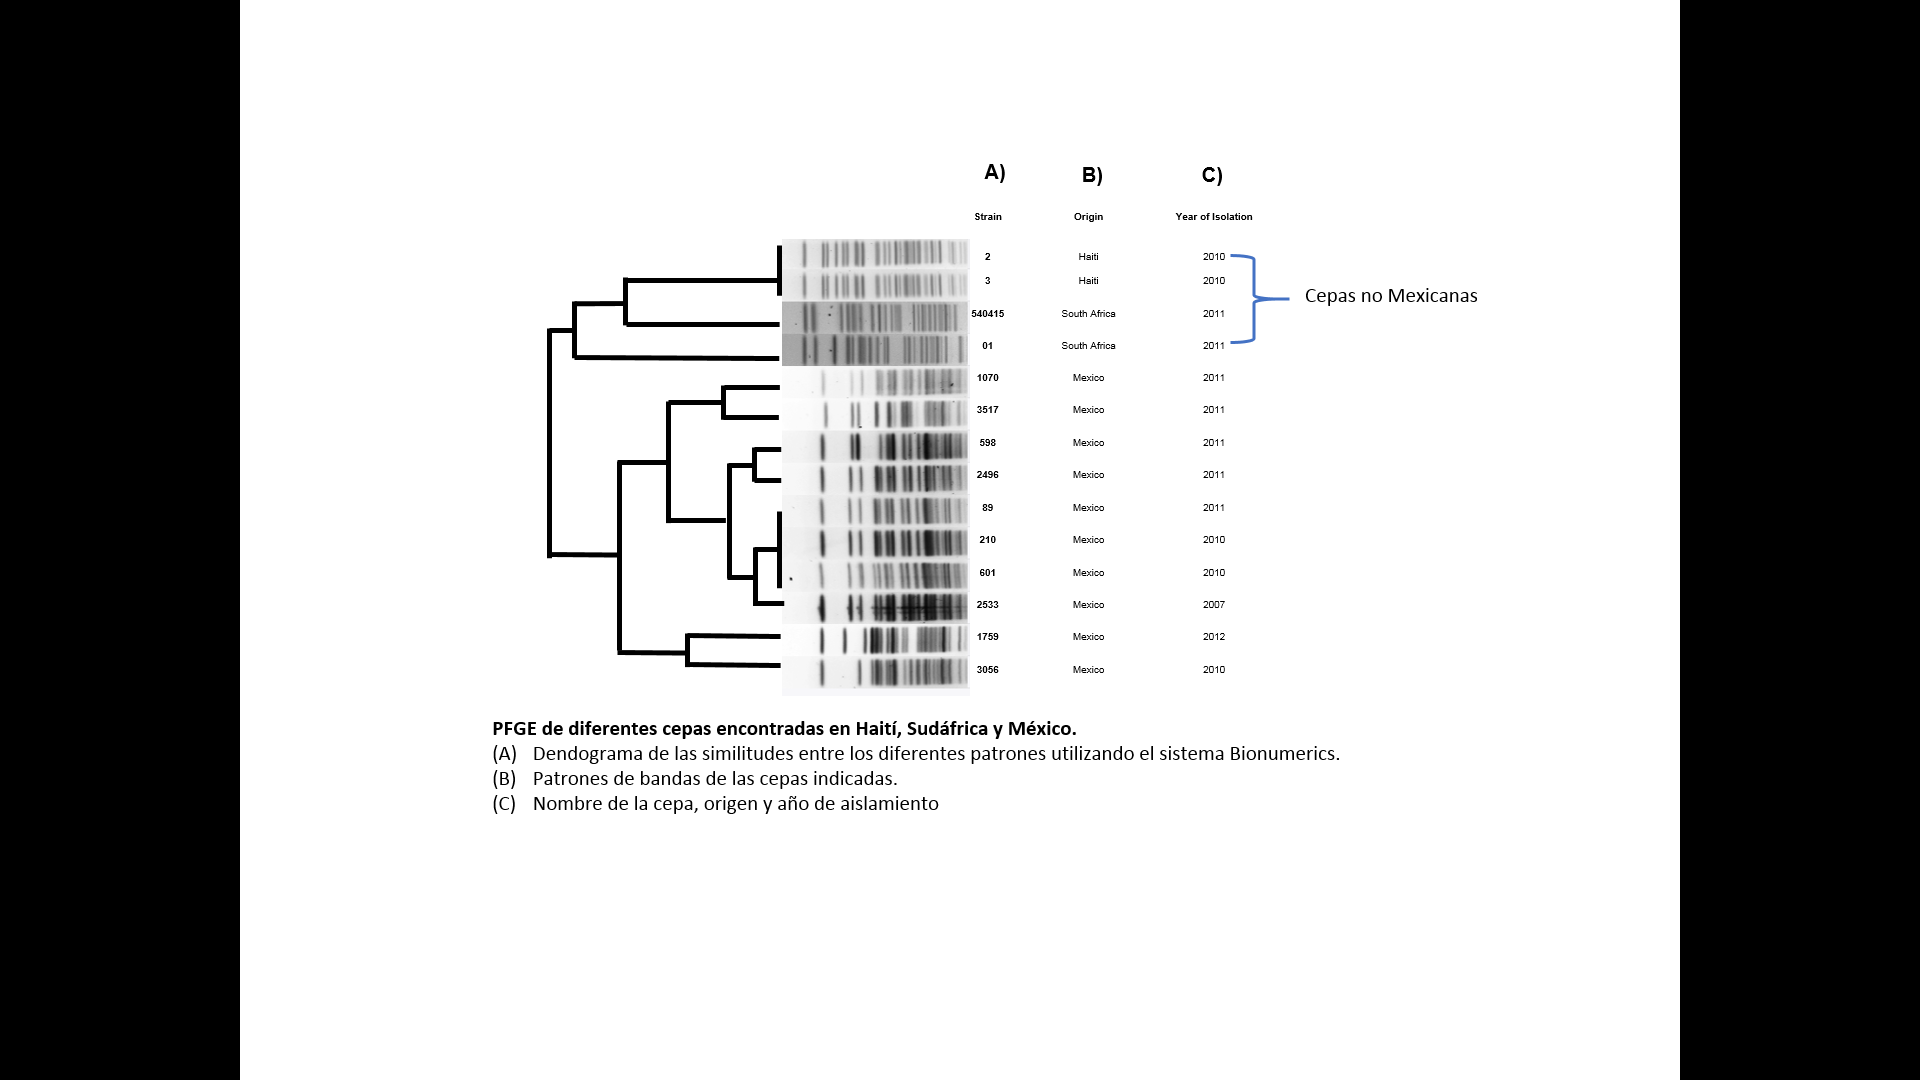 A) B) C)
Strain Origin Year of Isolation
2 Haiti 2010
3 Haiti 2010
Cepas no Mexicanas
540415 South Africa 2011
01 South Africa 2011
1070 Mexico 2011
3517 Mexico 2011
598 Mexico 2011
2496 Mexico 2011
89 Mexico 2011
210 Mexico 2010
601 Mexico 2010
2533 Mexico 2007
1759 Mexico 2012
3056 Mexico 2010
PFGE de diferentes cepas encontradas en Haití, Sudáfrica y México.
(A) Dendograma de las similitudes entre los diferentes patrones utilizando el sistema Bionumerics.
(B) Patrones de bandas de las cepas indicadas.
(C) Nombre de la cepa, origen y año de aislamiento